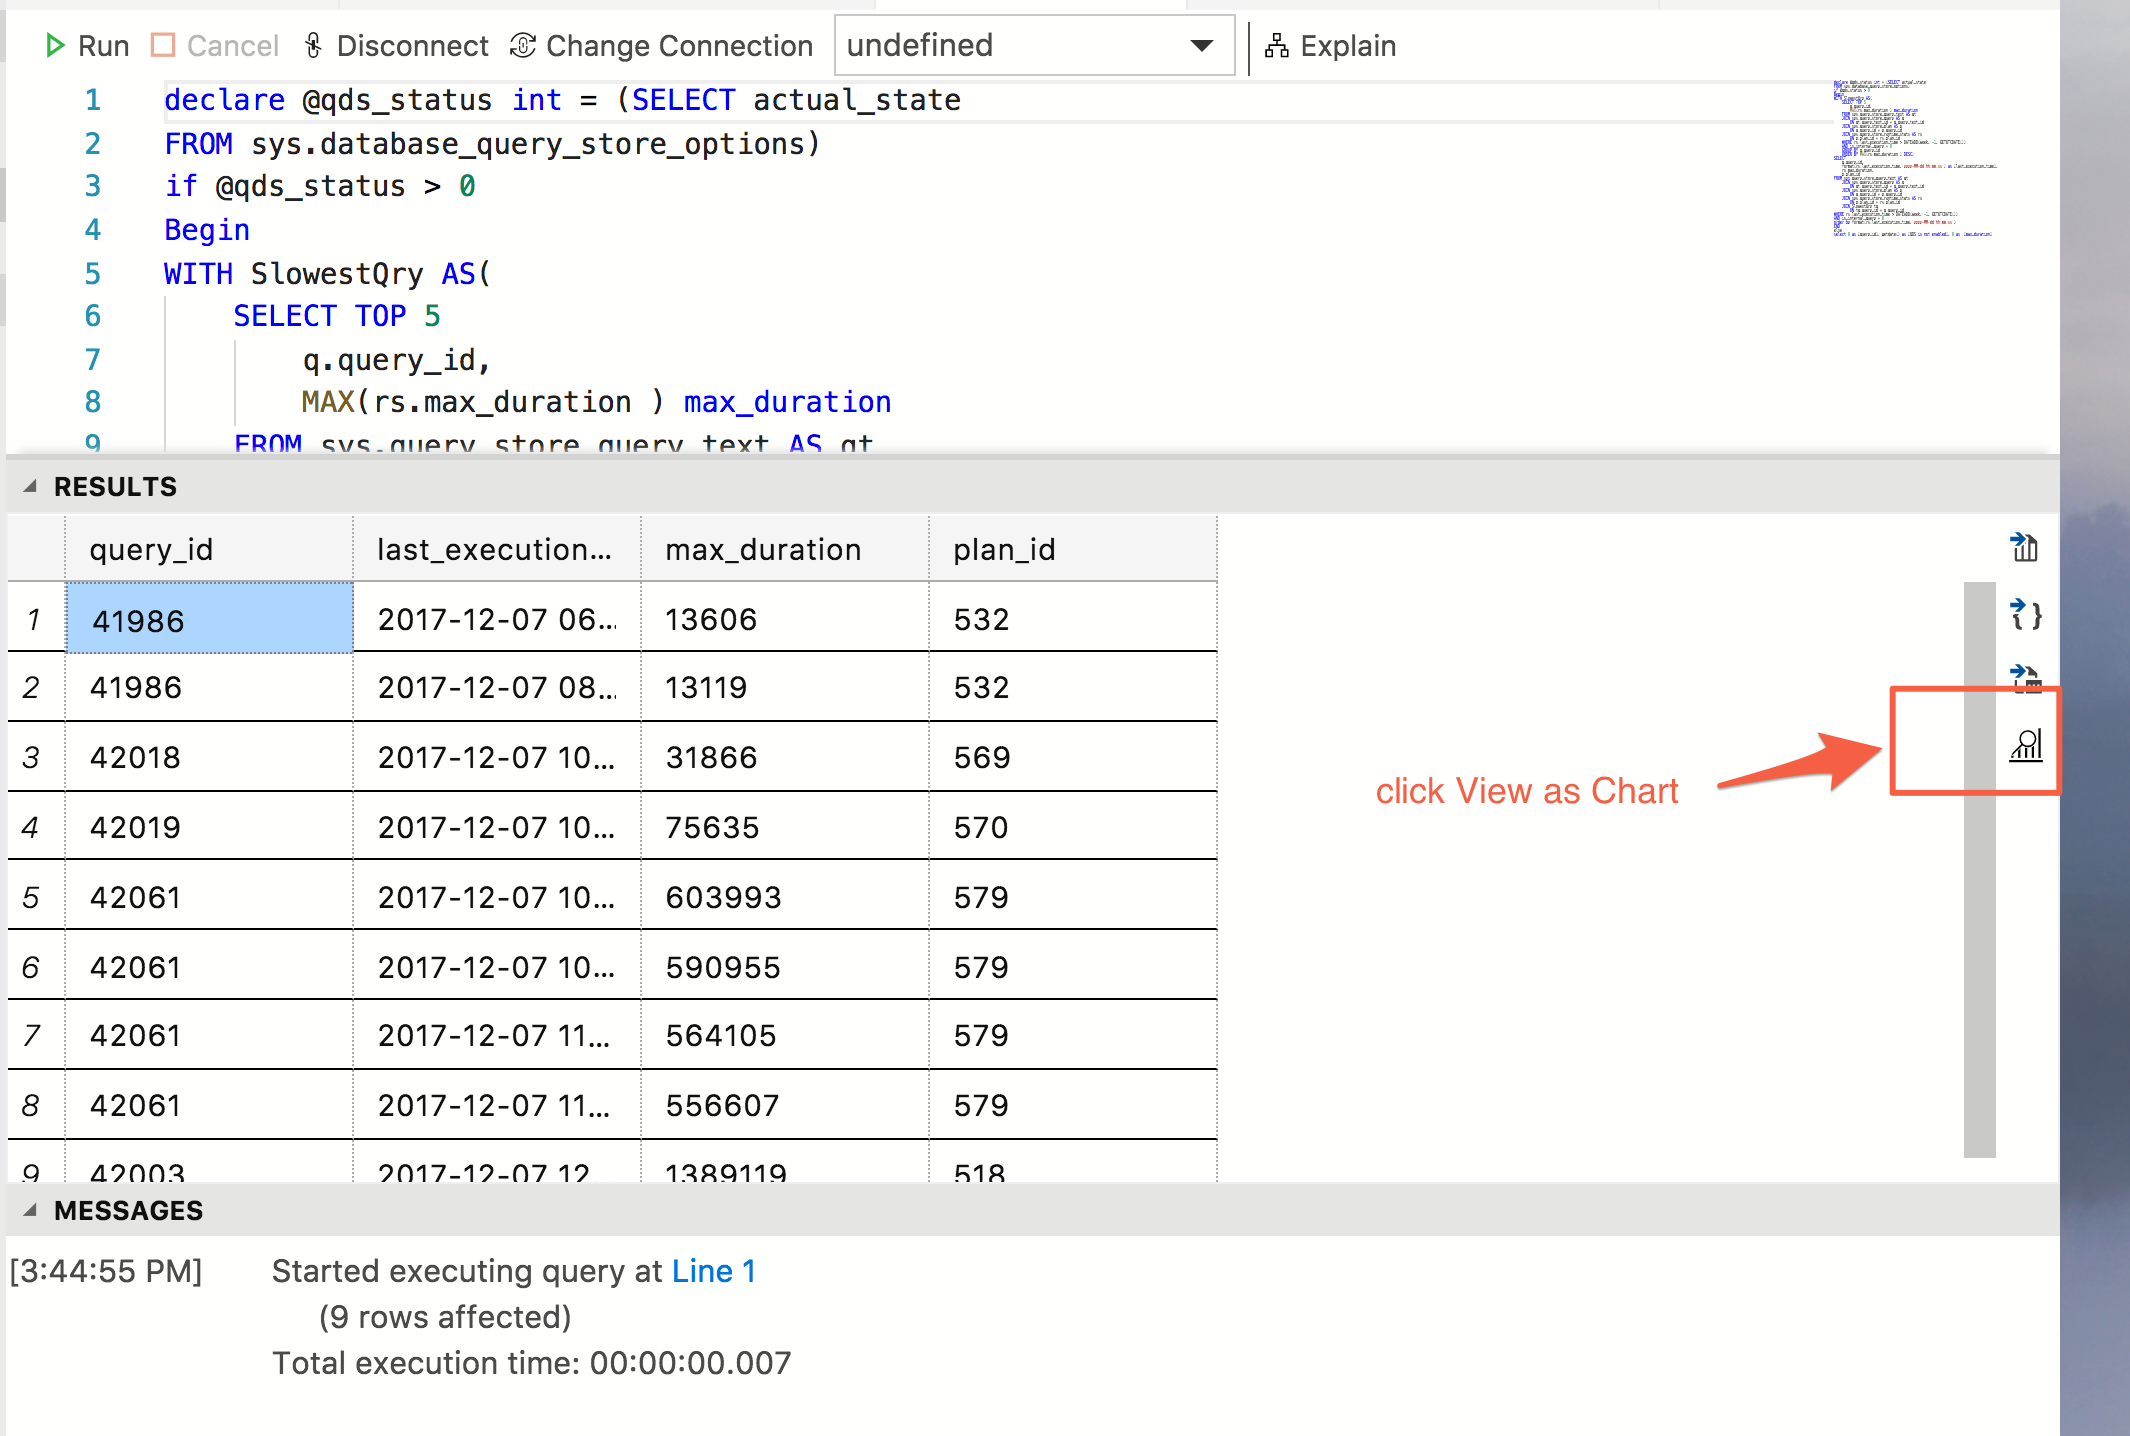 Run Cancel Disconnect Change Connection undefined Explain
1 declare @qds_status int = (SELECT actual_state
2 FROM sys.database_query_store_options)
3 if @qds_status > 0
4 Begin
5 WITH SlowestQry AS(
6 SELECT TOP 5
7 q.query_id,
8 MAX(rs.max_duration ) max_duration
9 FROM sys.query_store_query_text AS qt
RESULTS
query_id last_execution... max_duration plan_id
1 41986 2017-12-07 06... 13606 532
2 41986 2017-12-07 08... 13119 532
3 42018 2017-12-07 10... 31866 569
4 42019 2017-12-07 10... 75635 570
click View as Chart
5 42061 2017-12-07 10... 603993 579
6 42061 2017-12-07 10... 590955 579
7 42061 2017-12-07 11... 564105 579
8 42061 2017-12-07 11... 556607 579
9 42003 2017-12-07 12... 1389119 518
MESSAGES
[3:44:55 PM] Started executing query at Line 1
(9 rows affected)
Total execution time: 00:00:00.007